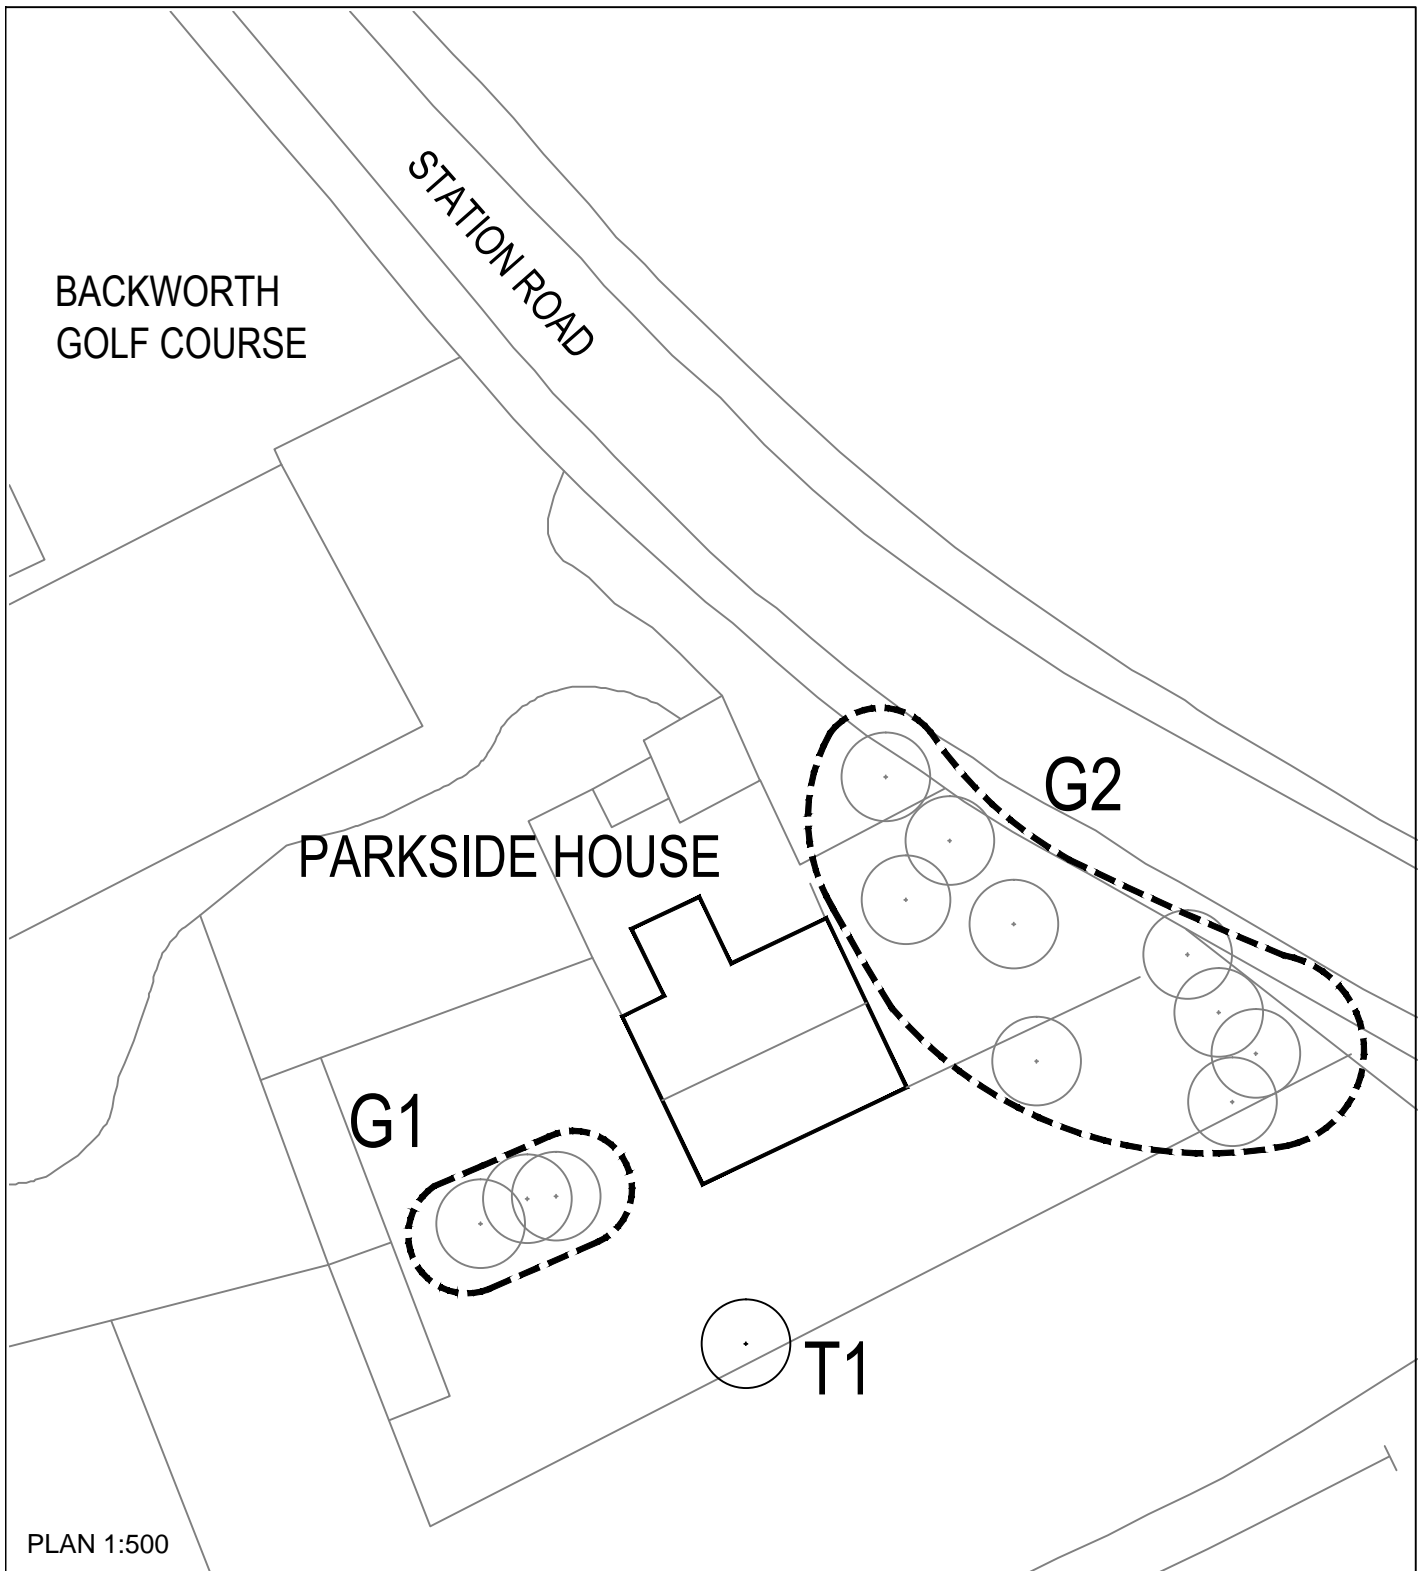 STATION ROAD
BACKWORTH
GOLF COURSE
G2
PARKSIDE HOUSE
G1
T1
PLAN 1:500